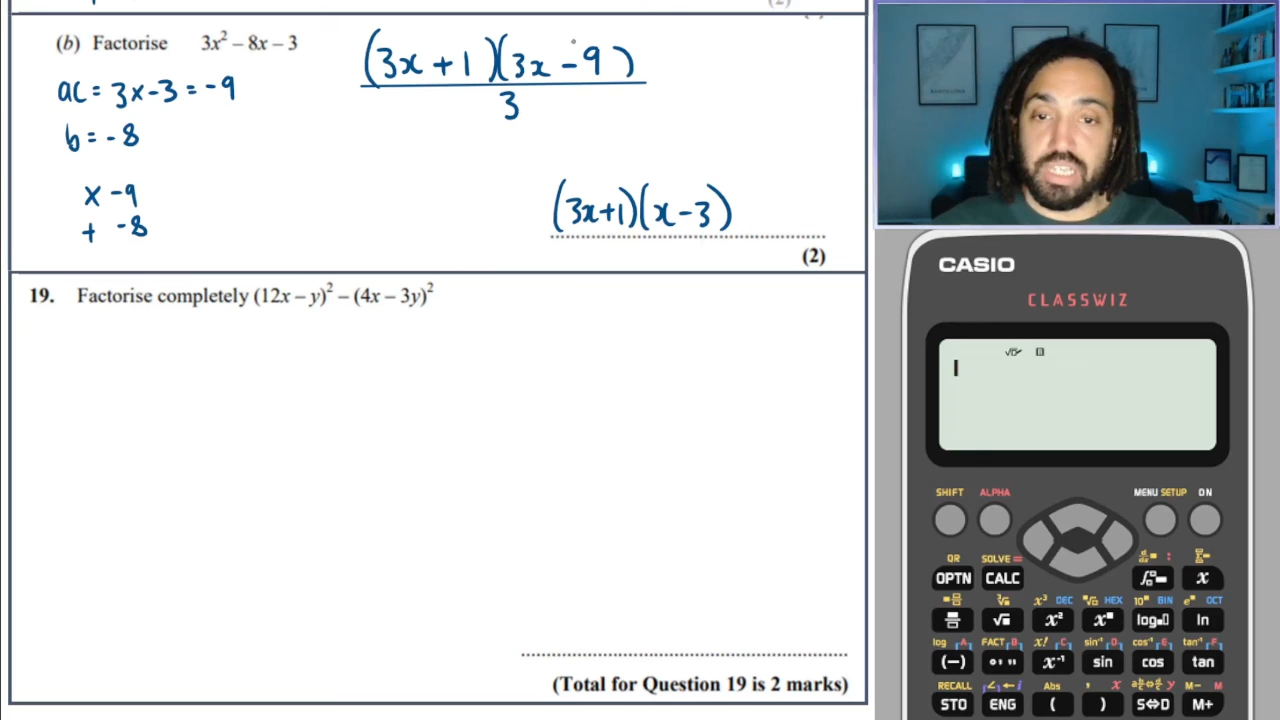 (2)
(b) Factorise 3x² – 8x – 3
(3x+1)(3x-9)
3
ac = 3x-3 = -9
b = -8
x -9
+ -8
(3x+1)(x-3)
(2)
19. Factorise completely (12x – y)² – (4x – 3y)²
(Total for Question 19 is 2 marks)
BARCELONA
CASIO
CLASSWIZ
SHIFT ALPHA MENU SETUP ON
QR SOLVE =
OPTN CALC x
x³ DEC HEX 10 BIN e OCT
√ x² x log ln
log A FACT B x! C sin⁻¹ D cos⁻¹ E tan⁻¹ F
(−) x⁻¹ sin cos tan
RECALL ∠ ← i Abs , x y M− M
STO ENG ( ) S⇔D M+